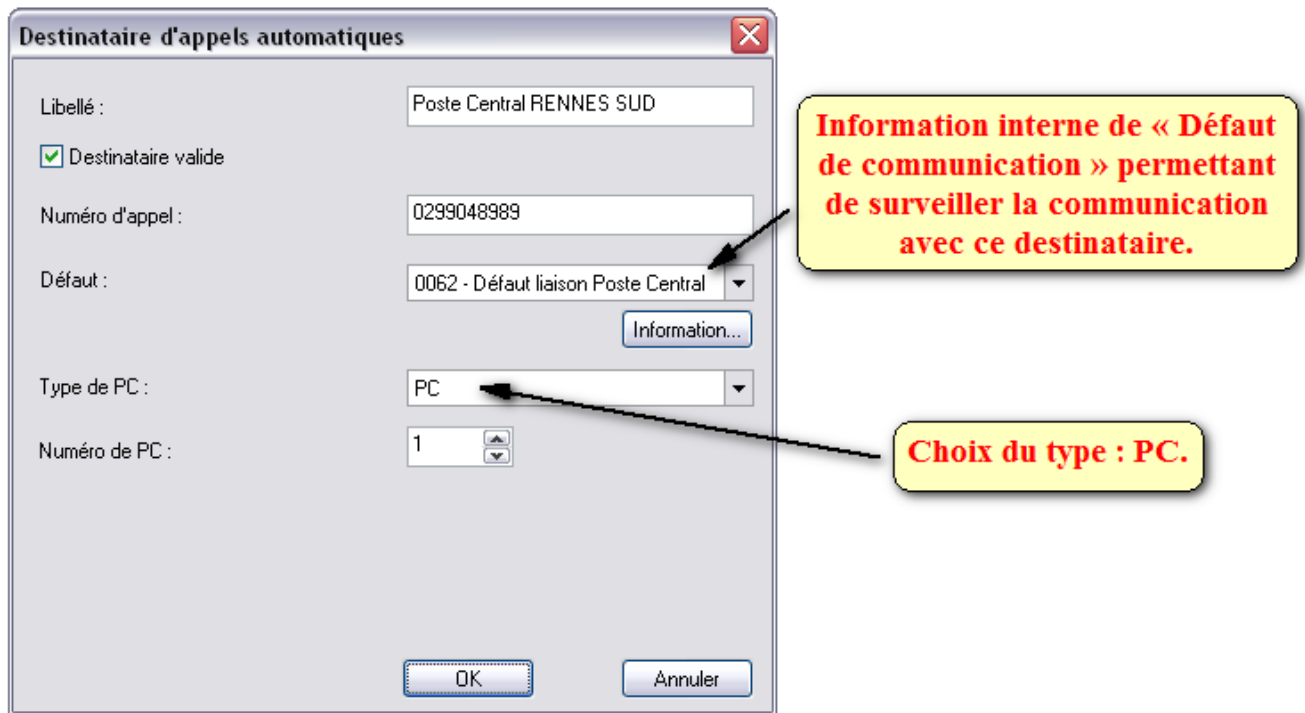 Destinataire d'appels automatiques
Libellé :
Poste Central RENNES SUD
Destinataire valide
Numéro d'appel :
0299048989
Défaut :
0062 - Défaut liaison Poste Central
Information...
Type de PC :
PC
Numéro de PC :
1
OK
Annuler
Information interne de « Défaut
de communication » permettant
de surveiller la communication
avec ce destinataire.
Choix du type : PC.